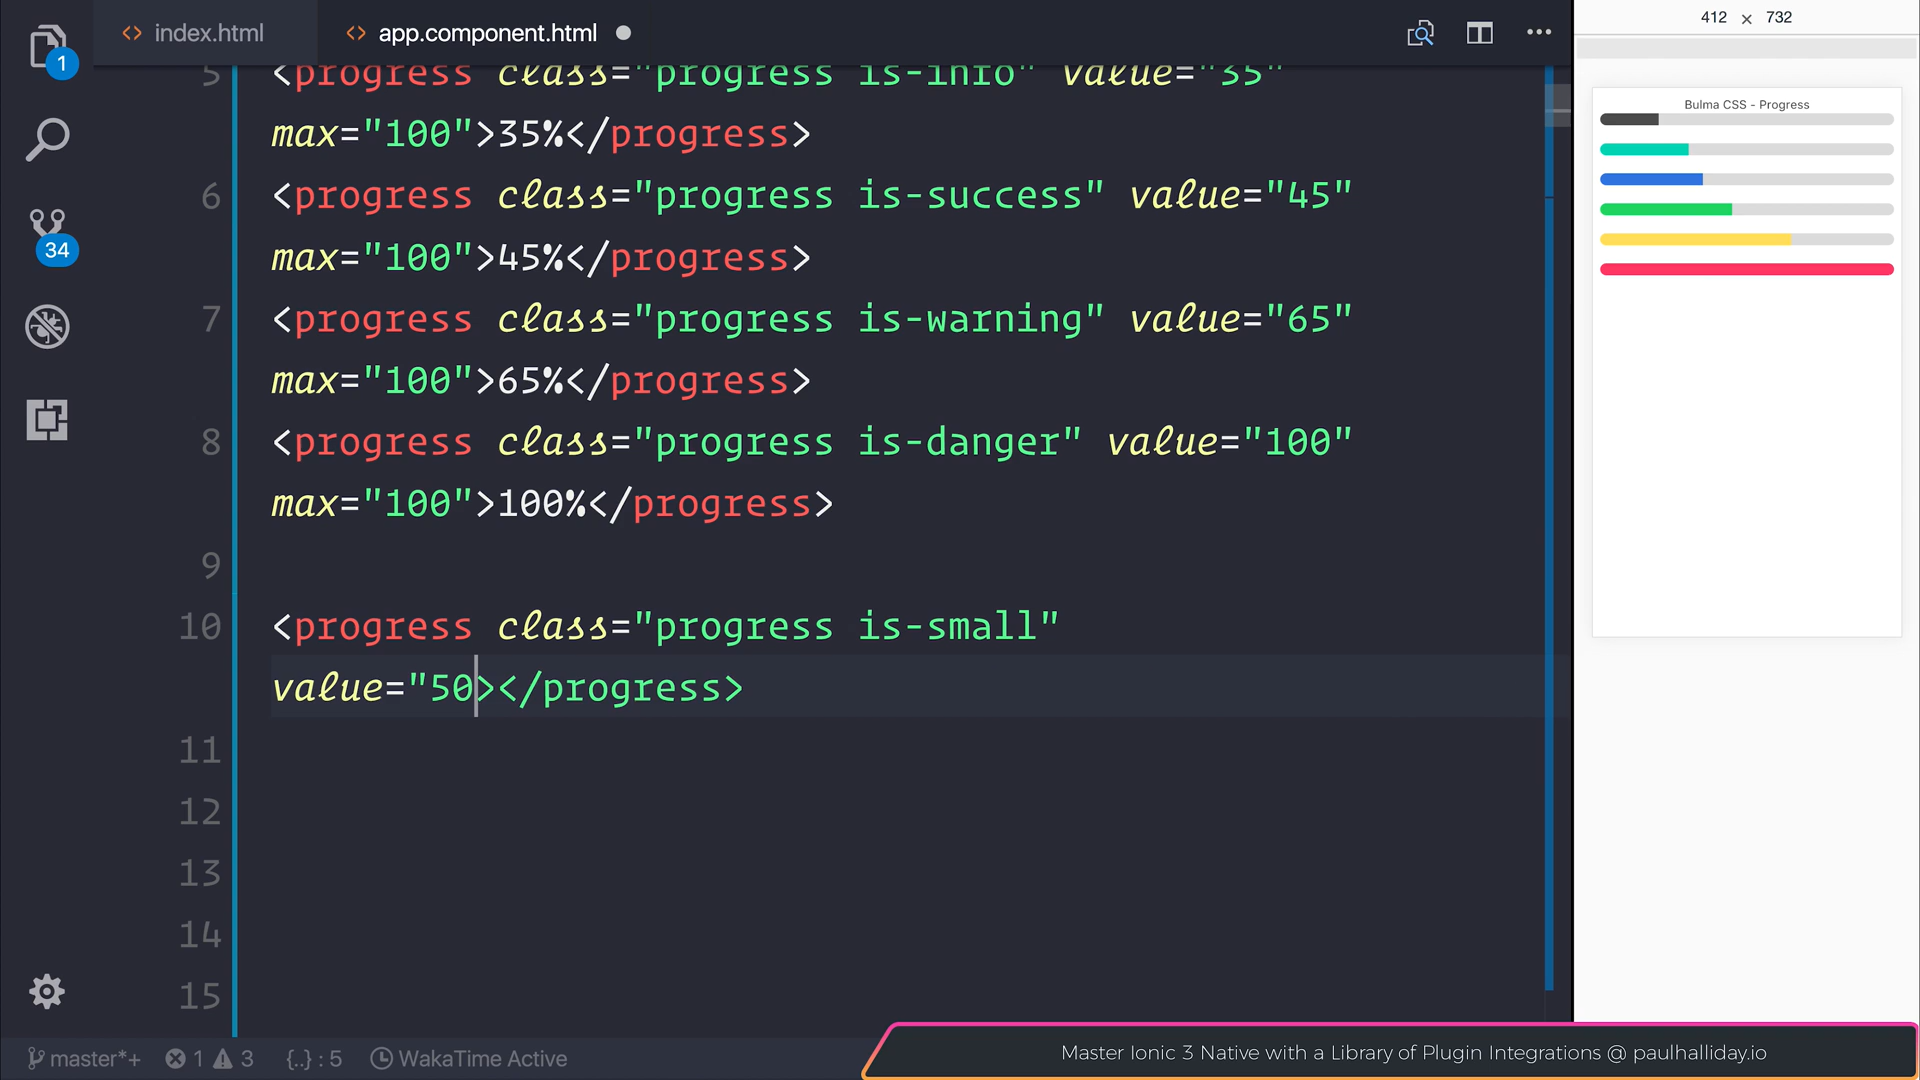 index.html
app.component.html
412 × 732
1
5 <progress class="progress is-info" value="35"
max="100">35%</progress>
6 <progress class="progress is-success" value="45"
max="100">45%</progress>
7 <progress class="progress is-warning" value="65"
max="100">65%</progress>
8 <progress class="progress is-danger" value="100"
max="100">100%</progress>
9
10 <progress class="progress is-small"
value="50></progress>
11
12
13
14
15
34
Bulma CSS - Progress
master*+ 1 3 {..} : 5 WakaTime Active
Master Ionic 3 Native with a Library of Plugin Integrations @ paulhalliday.io